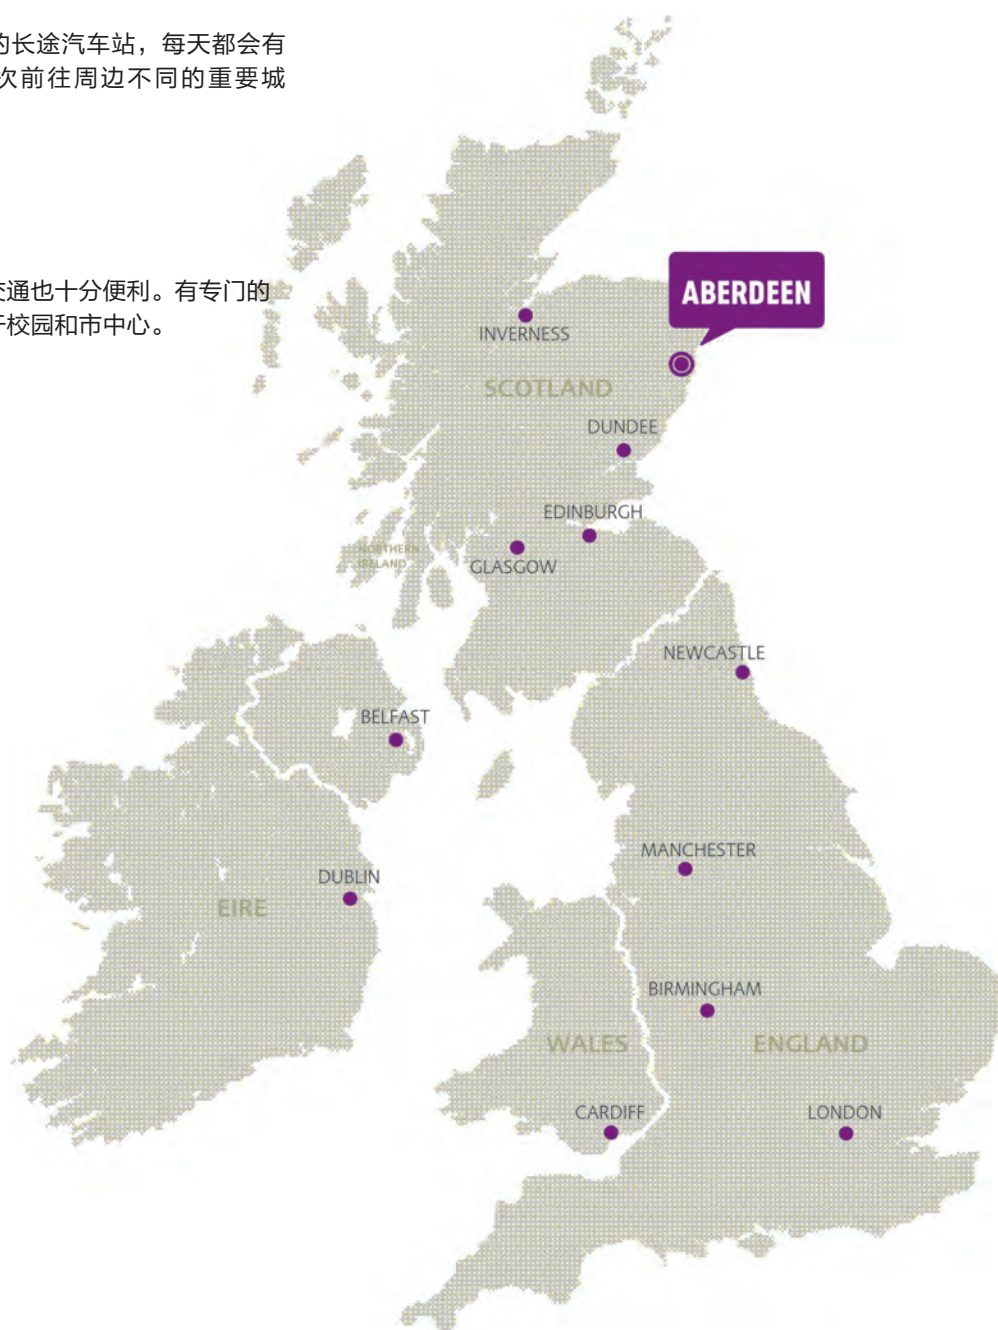 的长途汽车站，每天都会有
次前往周边不同的重要城
交通也十分便利。有专门的
于校园和市中心。
ABERDEEN
INVERNESS
SCOTLAND
DUNDEE
EDINBURGH
NORTHERN
IRELAND
GLASGOW
NEWCASTLE
BELFAST
MANCHESTER
DUBLIN
EIRE
BIRMINGHAM
WALES
ENGLAND
CARDIFF
LONDON